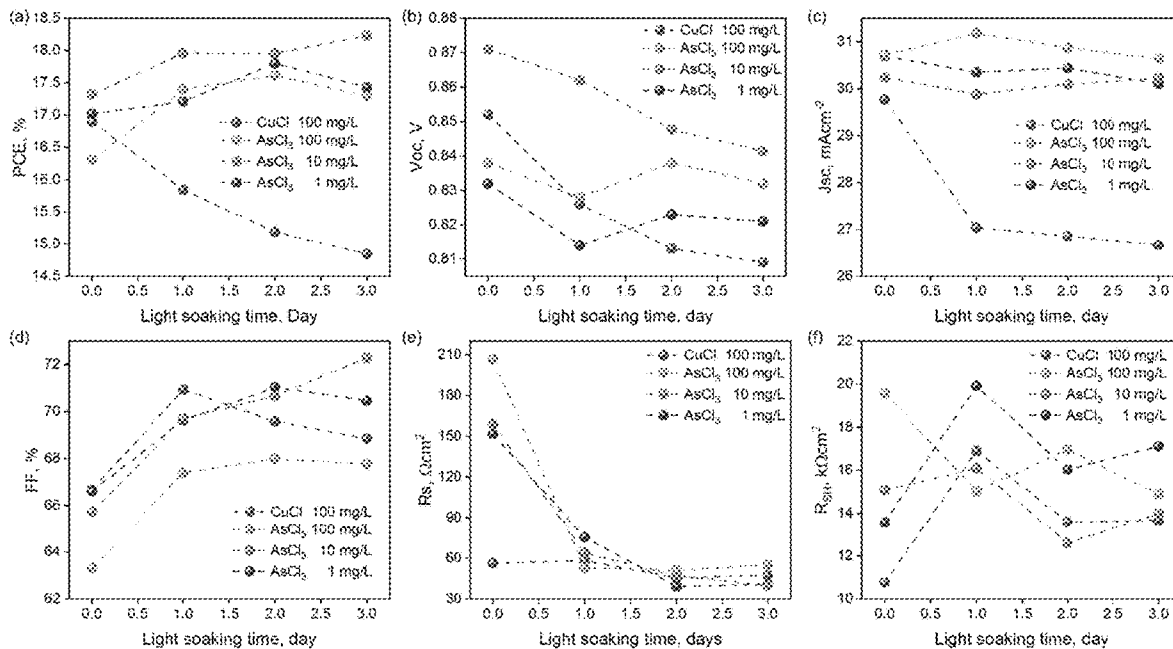 (a)
PCE, %
18.5
18.0
17.5
17.0
16.5
16.0
15.5
15.0
14.5
CuCl 100 mg/L
AsCl₃ 100 mg/L
AsCl₃ 10 mg/L
AsCl₃ 1 mg/L
0.0 0.5 1.0 1.5 2.0 2.5 3.0
Light soaking time, Day
(b)
Voc, V
0.88
0.87
0.86
0.85
0.84
0.83
0.82
0.81
CuCl 100 mg/L
AsCl₃ 100 mg/L
AsCl₃ 10 mg/L
AsCl₃ 1 mg/L
0.0 0.5 1.0 1.5 2.0 2.5 3.0
Light soaking time, day
(c)
Jsc, mAcm⁻²
31
30
29
28
27
26
CuCl 100 mg/L
AsCl₃ 100 mg/L
AsCl₃ 10 mg/L
AsCl₃ 1 mg/L
0.0 0.5 1.0 1.5 2.0 2.5 3.0
Light soaking time, day
(d)
FF, %
72
70
68
66
64
62
CuCl 100 mg/L
AsCl₃ 100 mg/L
AsCl₃ 10 mg/L
AsCl₃ 1 mg/L
0.0 0.5 1.0 1.5 2.0 2.5 3.0
Light soaking time, day
(e)
Rs, Ωcm²
210
180
150
120
90
60
30
CuCl 100 mg/L
AsCl₃ 100 mg/L
AsCl₃ 10 mg/L
AsCl₃ 1 mg/L
0.0 0.5 1.0 1.5 2.0 2.5 3.0
Light soaking time, days
(f)
R_SH, kΩcm²
22
20
18
16
14
12
10
CuCl 100 mg/L
AsCl₃ 100 mg/L
AsCl₃ 10 mg/L
AsCl₃ 1 mg/L
0.0 0.5 1.0 1.5 2.0 2.5 3.0
Light soaking time, day